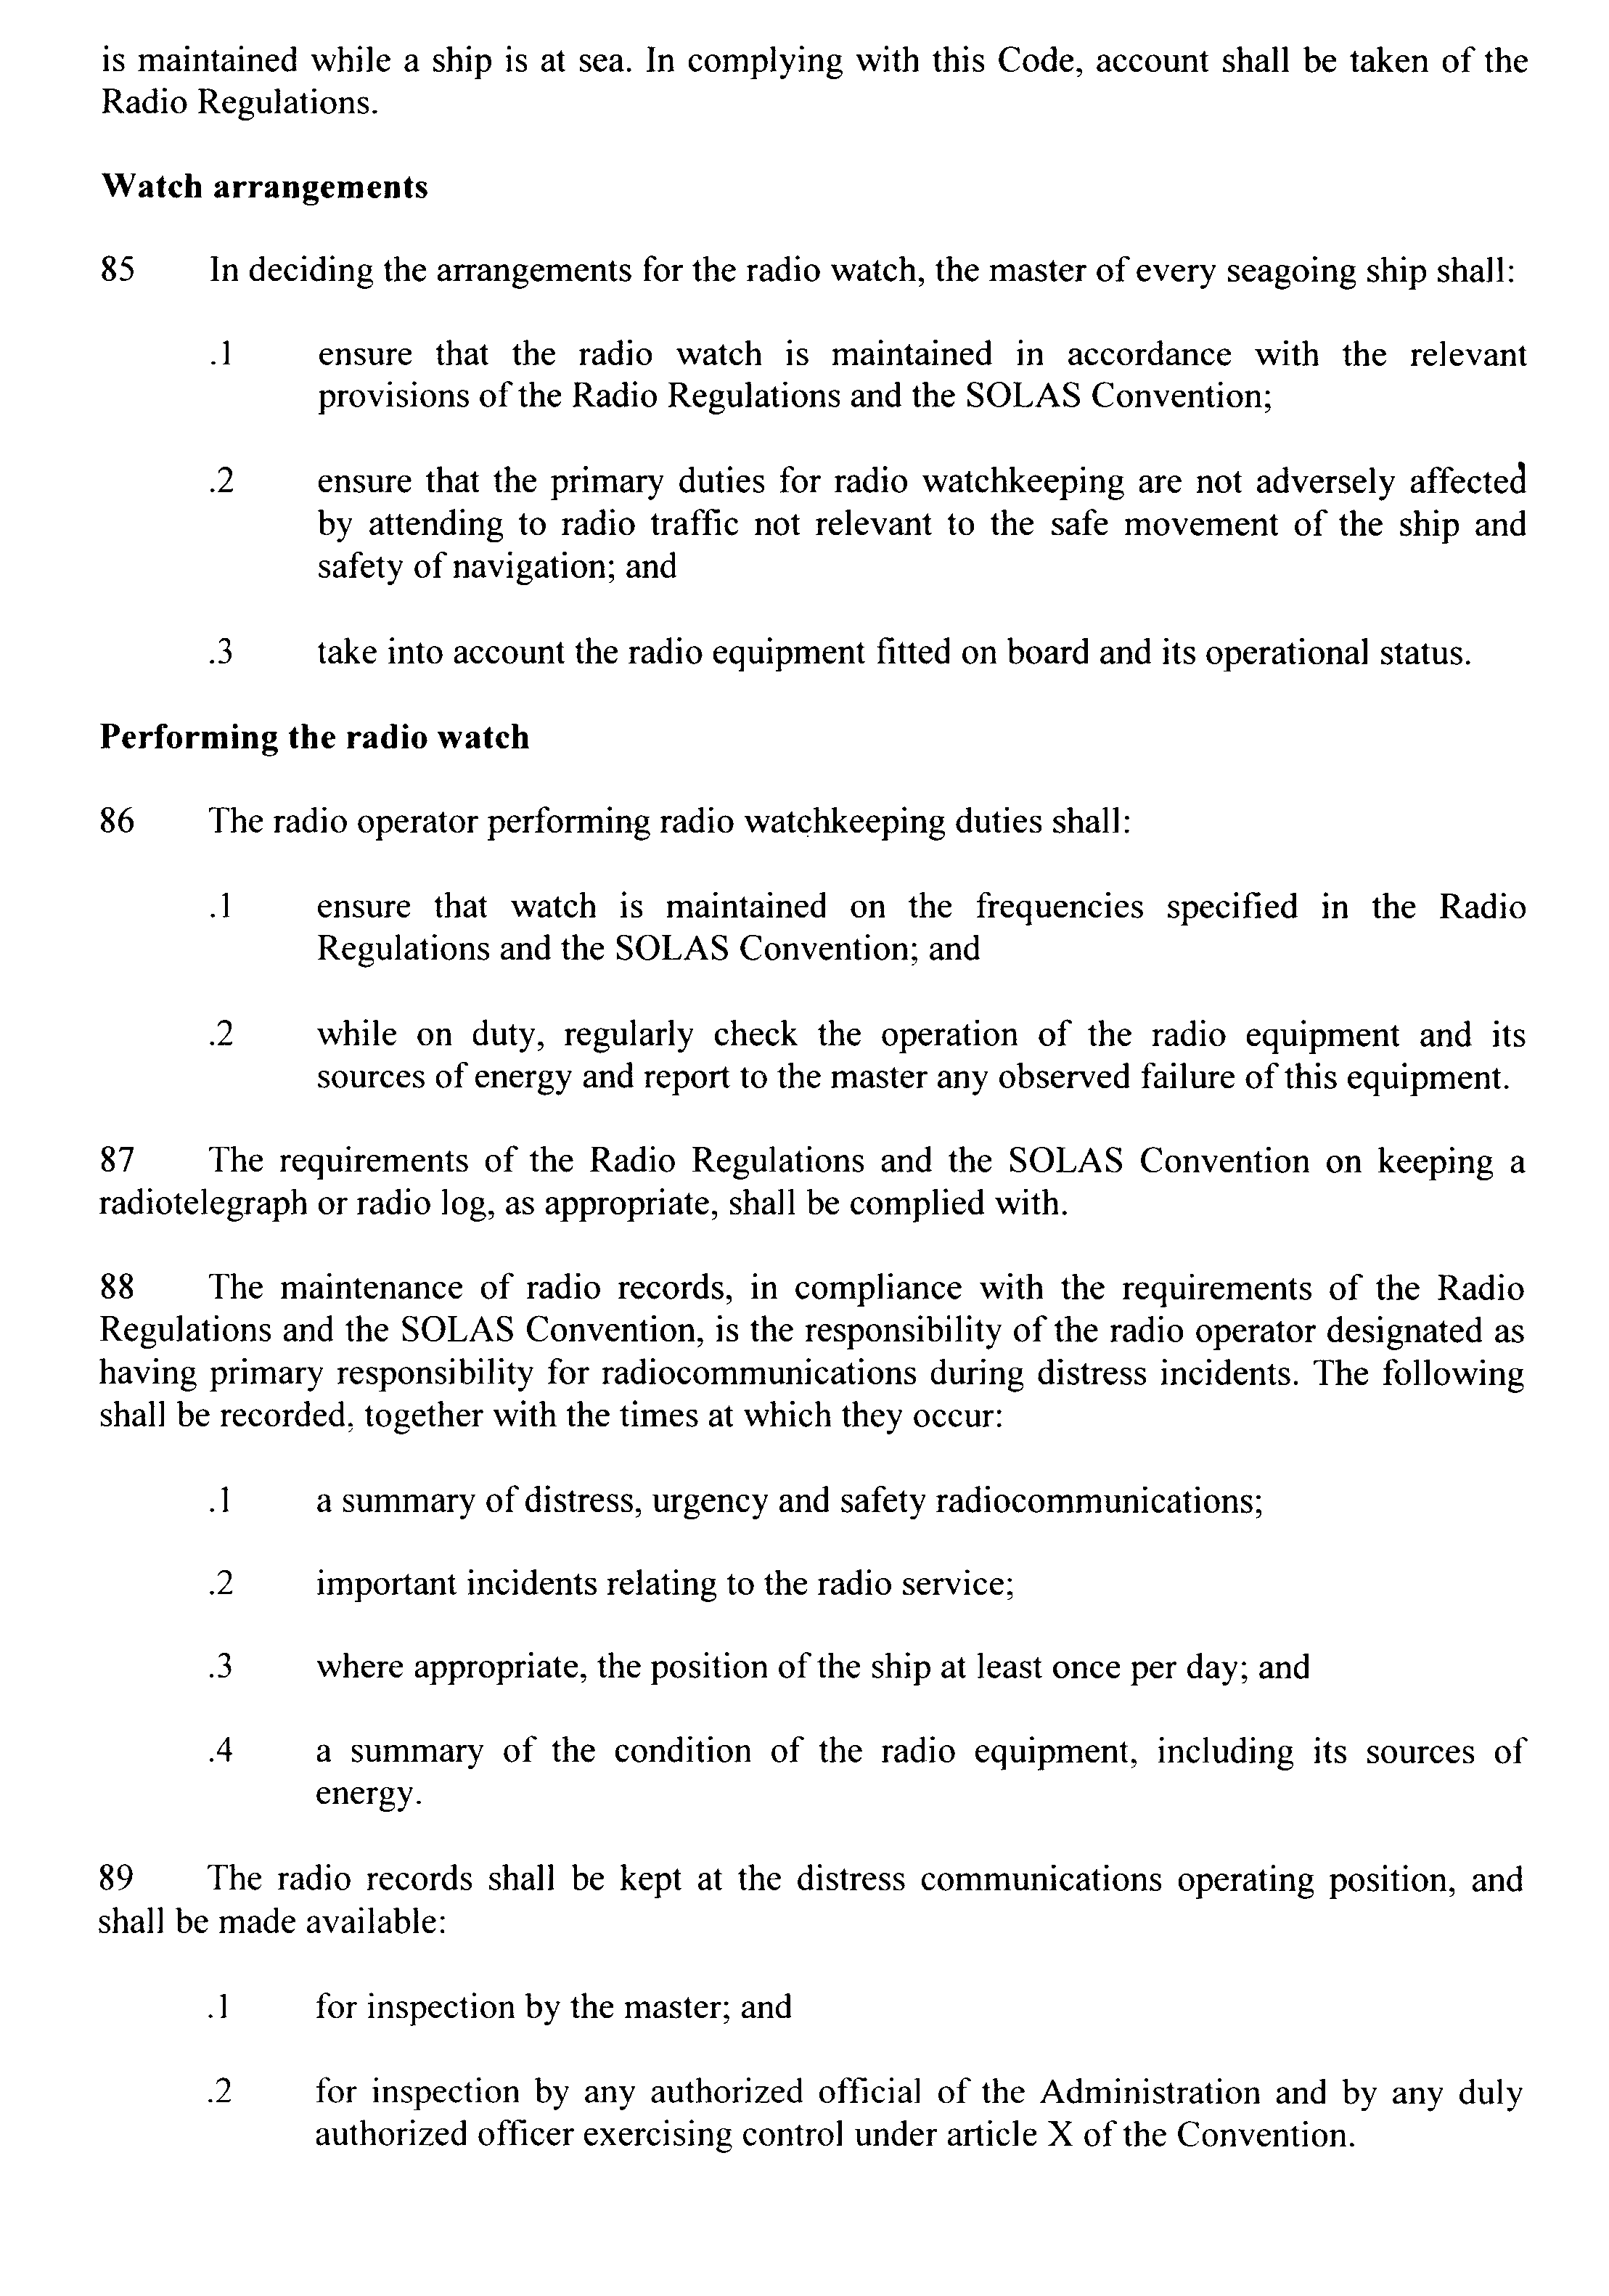 is maintained while a ship is at sea. In complying with this Code, account shall be taken of the
Radio Regulations.
Watch arrangements
85 In deciding the arrangements for the radio watch, the master of every seagoing ship shall:
.1 ensure that the radio watch is maintained in accordance with the relevant
provisions of the Radio Regulations and the SOLAS Convention;
.2 ensure that the primary duties for radio watchkeeping are not adversely affected
by attending to radio traffic not relevant to the safe movement of the ship and
safety of navigation; and
.3 take into account the radio equipment fitted on board and its operational status.
Performing the radio watch
86 The radio operator performing radio watchkeeping duties shall:
.1 ensure that watch is maintained on the frequencies specified in the Radio
Regulations and the SOLAS Convention; and
.2 while on duty, regularly check the operation of the radio equipment and its
sources of energy and report to the master any observed failure of this equipment.
87 The requirements of the Radio Regulations and the SOLAS Convention on keeping a
radiotelegraph or radio log, as appropriate, shall be complied with.
88 The maintenance of radio records, in compliance with the requirements of the Radio
Regulations and the SOLAS Convention, is the responsibility of the radio operator designated as
having primary responsibility for radiocommunications during distress incidents. The following
shall be recorded, together with the times at which they occur:
.1 a summary of distress, urgency and safety radiocommunications;
.2 important incidents relating to the radio service;
.3 where appropriate, the position of the ship at least once per day; and
.4 a summary of the condition of the radio equipment, including its sources of
energy.
89 The radio records shall be kept at the distress communications operating position, and
shall be made available:
.1 for inspection by the master; and
.2 for inspection by any authorized official of the Administration and by any duly
authorized officer exercising control under article X of the Convention.